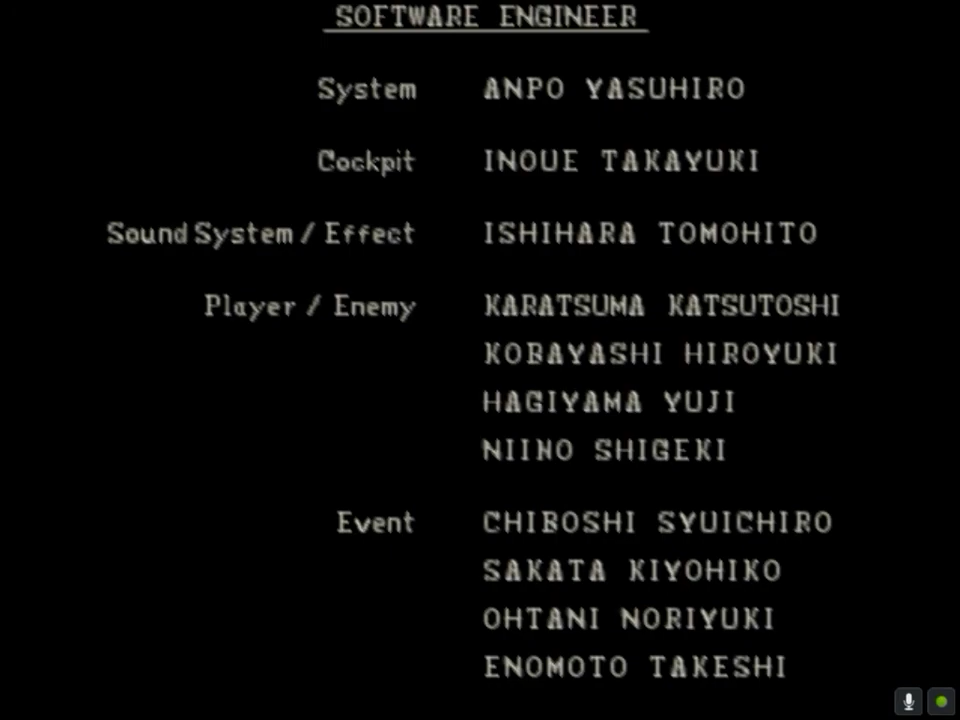 SOFTWARE ENGINEER
System ANPO YASUHIRO
Cockpit INOUE TAKAYUKI
Sound System / Effect ISHIHARA TOMOHITO
Player / Enemy KARATSUMA KATSUTOSHI
KOBAYASHI HIROYUKI
HAGIYAMA YUJI
NIINO SHIGEKI
Event CHIBOSHI SYUICHIRO
SAKATA KIYOHIKO
OHTANI NORIYUKI
ENOMOTO TAKESHI